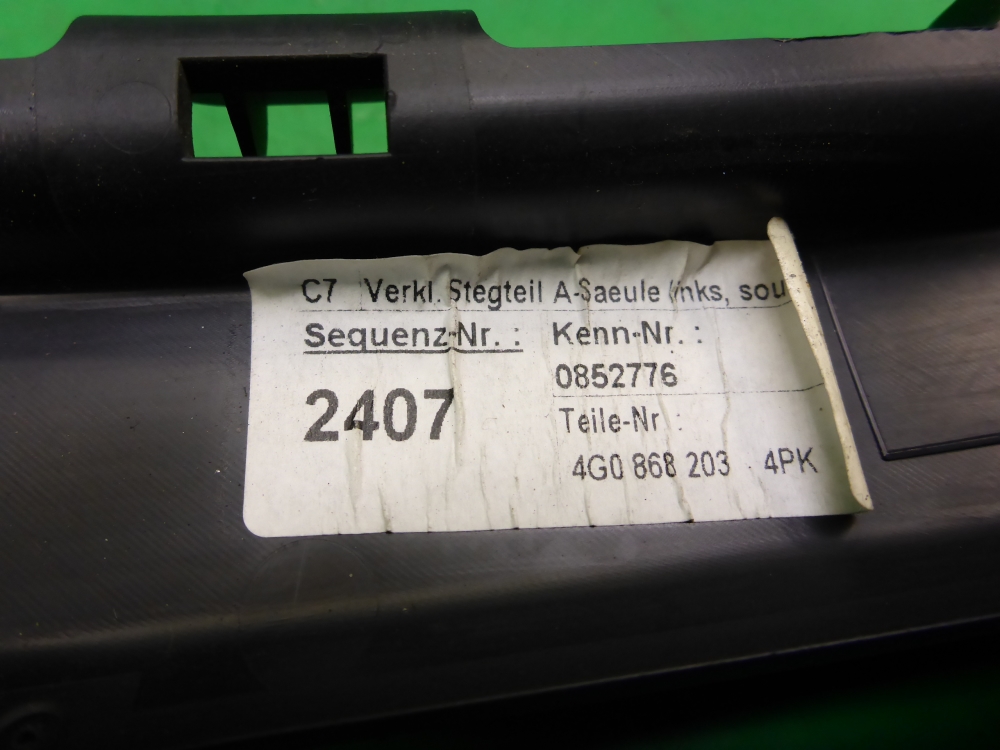 C7 Verkl. Stegteil A-Saeule links, sou
Sequenz-Nr. : Kenn-Nr. :
0852776
2407
Teile-Nr :
4G0 868 203 4PK